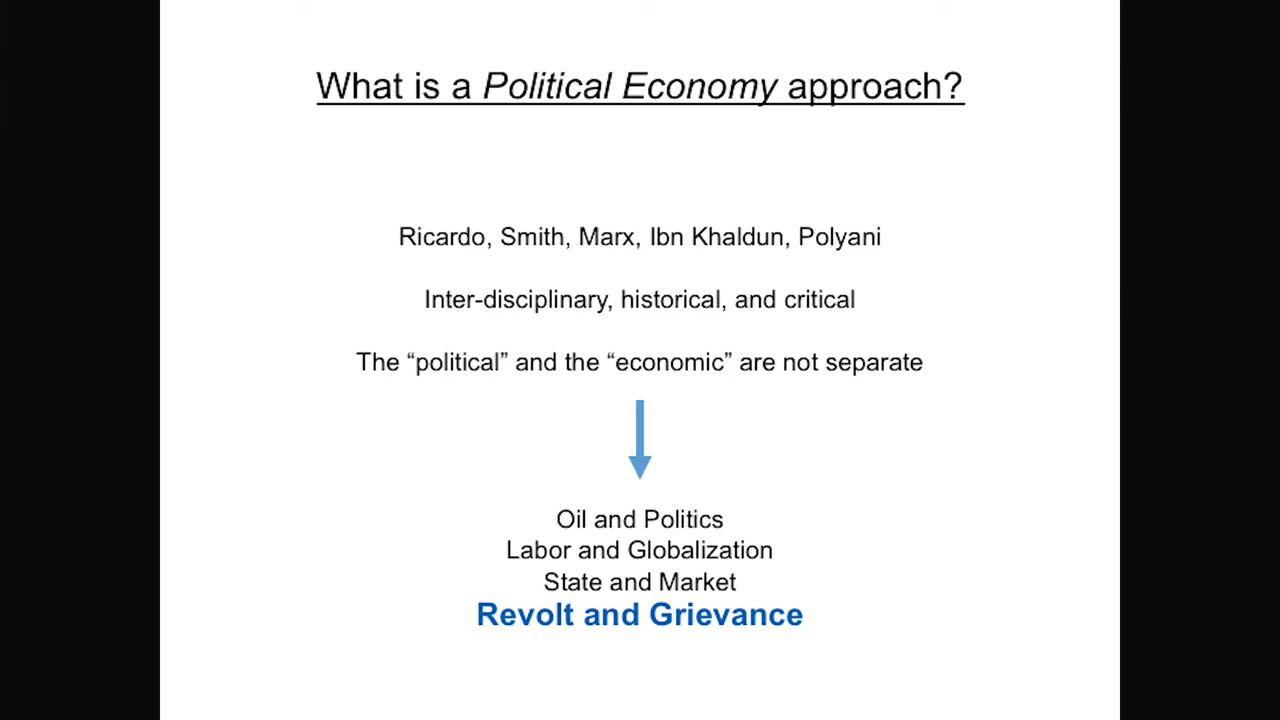 What is a Political Economy approach?
Ricardo, Smith, Marx, Ibn Khaldun, Polyani
Inter-disciplinary, historical, and critical
The “political” and the “economic” are not separate
Oil and Politics
Labor and Globalization
State and Market
Revolt and Grievance